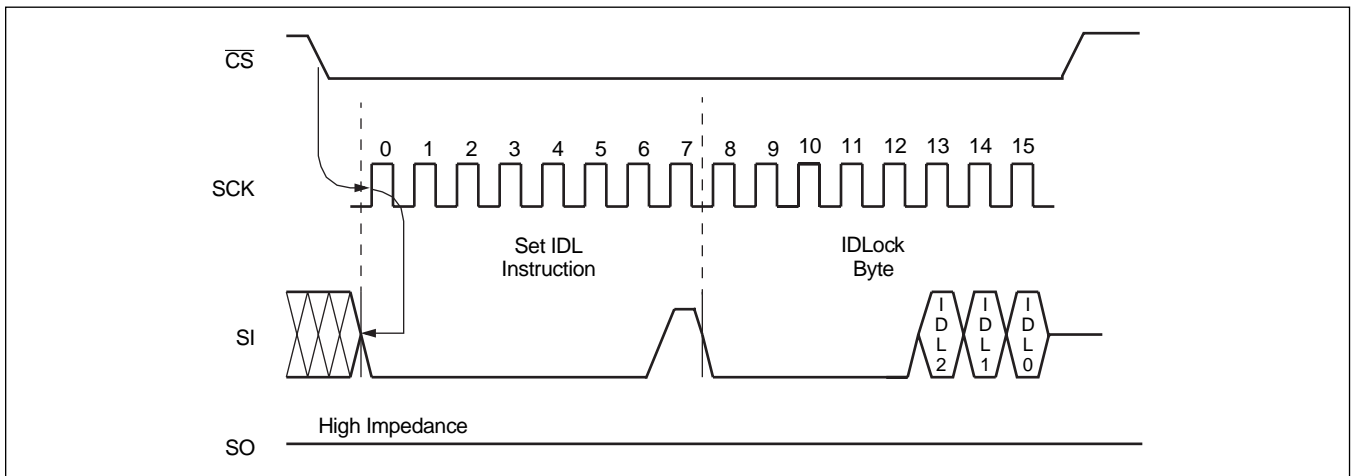 CS
0 1 2 3 4 5 6 7 8 9 10 11 12 13 14 15
SCK
Set IDL
Instruction
IDLock
Byte
SI
IDL2
IDL1
IDL0
High Impedance
SO